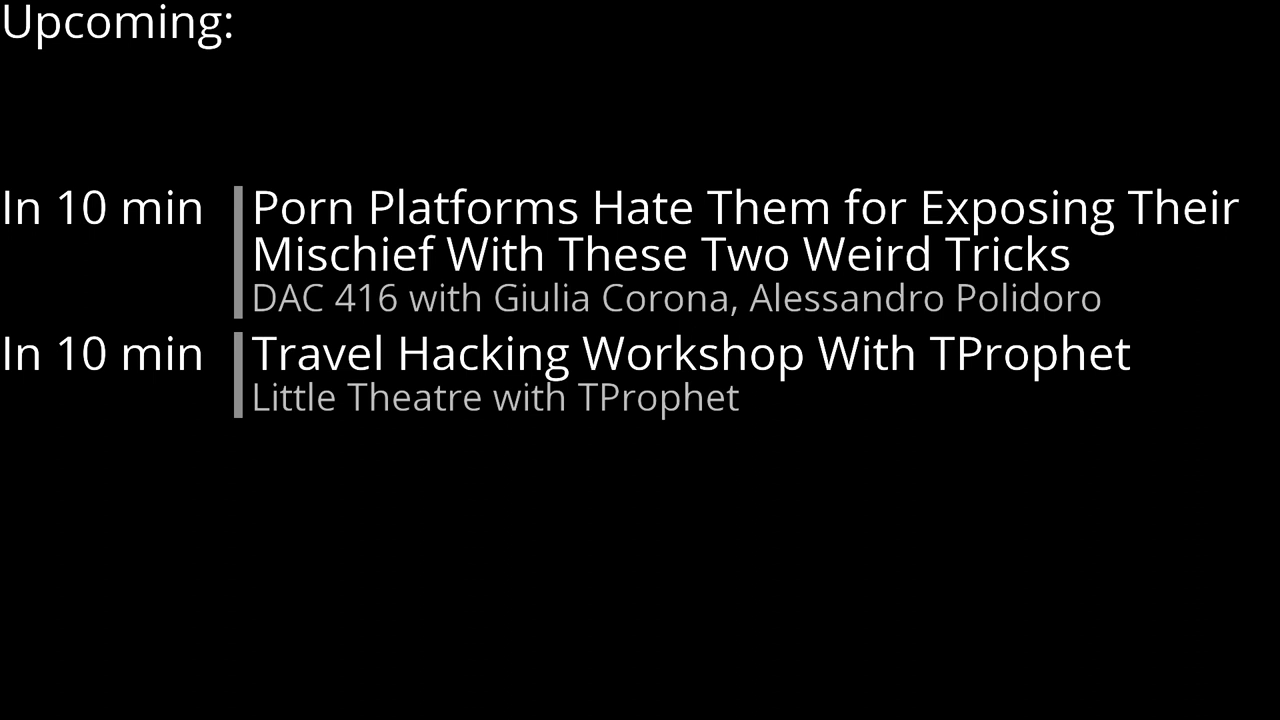 Upcoming:
In 10 min
Porn Platforms Hate Them for Exposing Their
Mischief With These Two Weird Tricks
DAC 416 with Giulia Corona, Alessandro Polidoro
In 10 min
Travel Hacking Workshop With TProphet
Little Theatre with TProphet